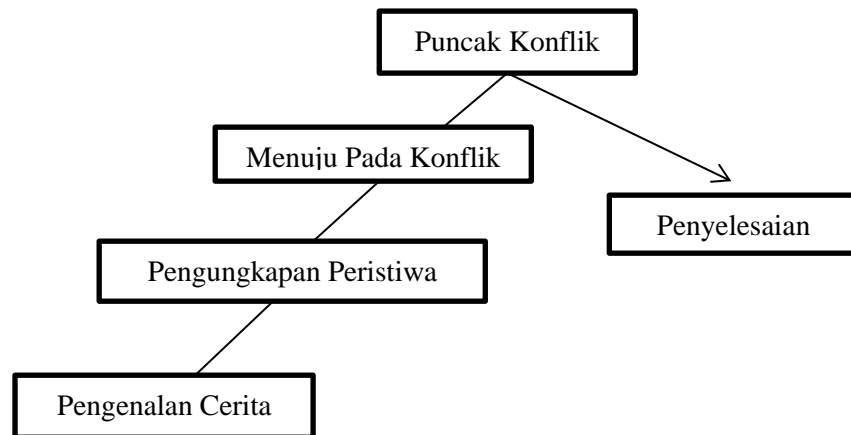 Puncak Konflik
Menuju Pada Konflik
Penyelesaian
Pengungkapan Peristiwa
Pengenalan Cerita